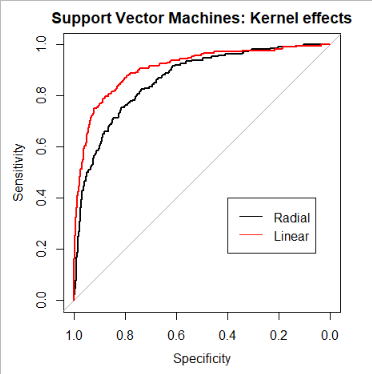 Support Vector Machines: Kernel effects
1.0
0.8
0.6
0.4
0.2
0.0
Sensitivity
Radial
Linear
1.0 0.8 0.6 0.4 0.2 0.0
Specificity